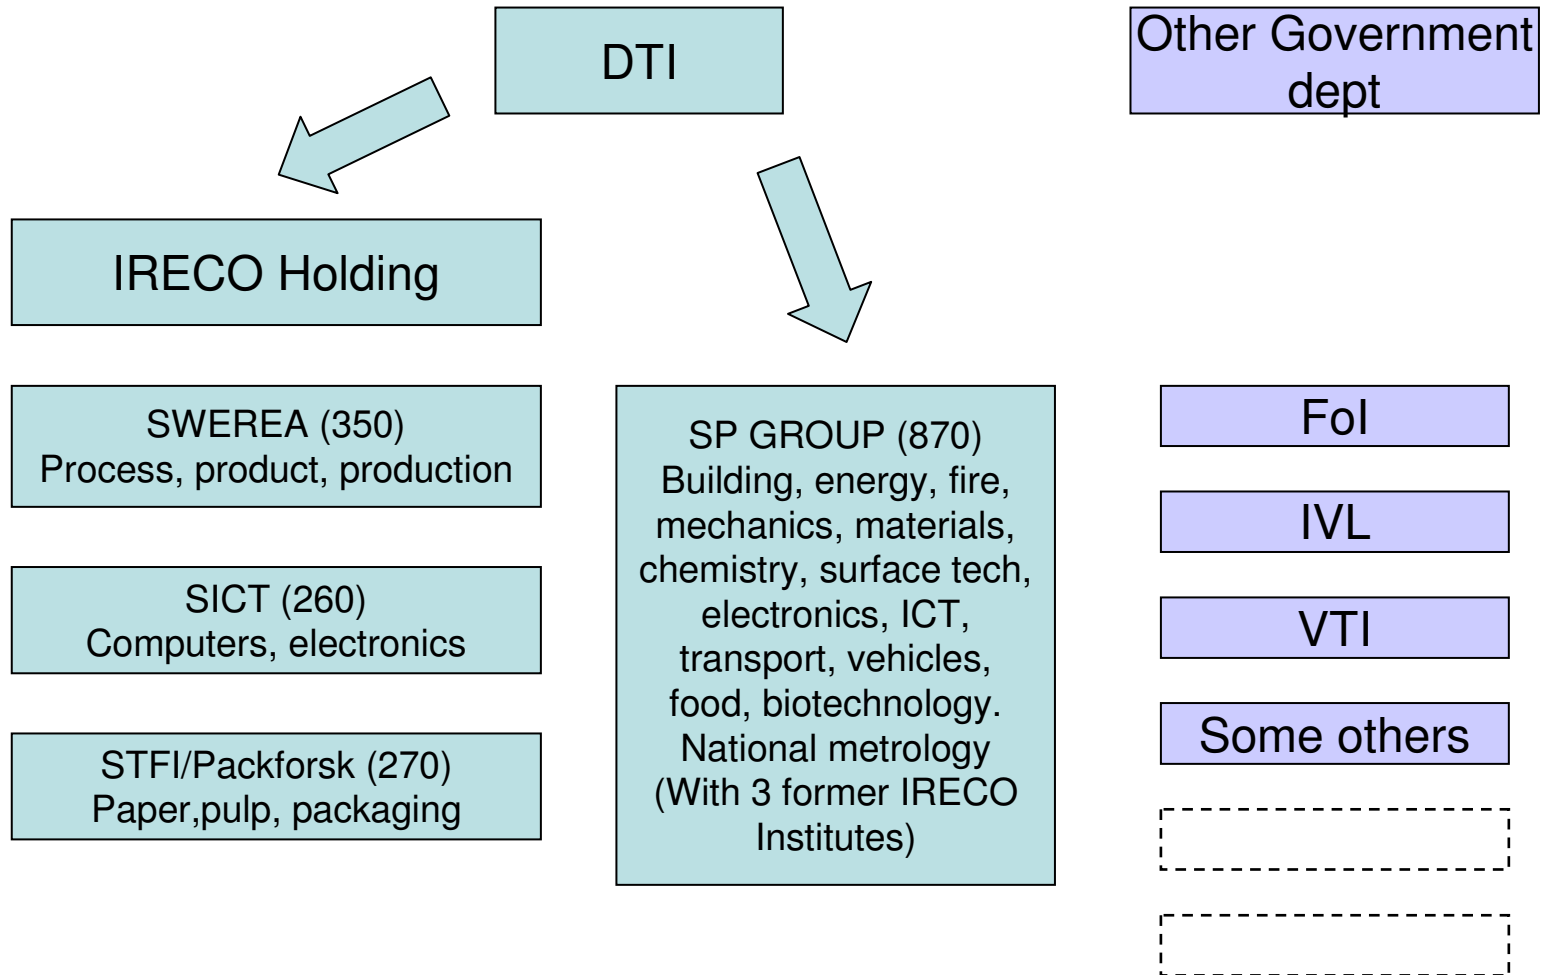 DTI
Other Government
dept
IRECO Holding
SWEREA (350)
Process, product, production
SICT (260)
Computers, electronics
STFI/Packforsk (270)
Paper,pulp, packaging
SP GROUP (870)
Building, energy, fire,
mechanics, materials,
chemistry, surface tech,
electronics, ICT,
transport, vehicles,
food, biotechnology.
National metrology
(With 3 former IRECO
Institutes)
FoI
IVL
VTI
Some others